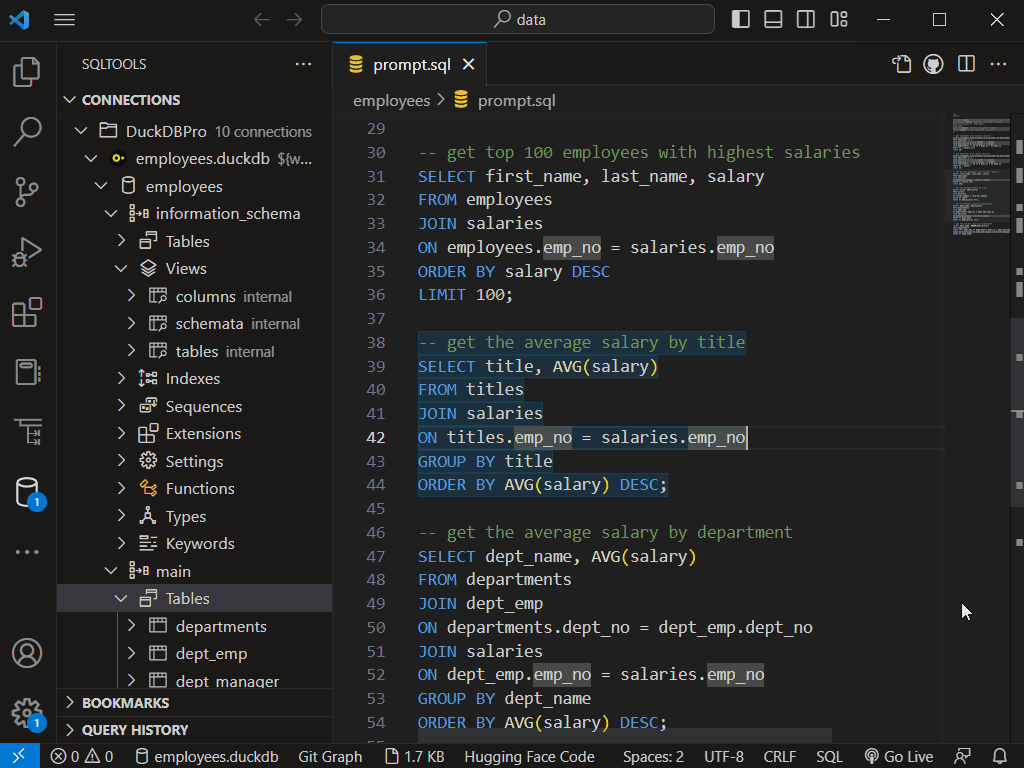 data
SQLTOOLS
CONNECTIONS
DuckDBPro 10 connections
employees.duckdb ${w...
employees
information_schema
Tables
Views
columns internal
schemata internal
tables internal
Indexes
Sequences
Extensions
Settings
Functions
Types
Keywords
main
Tables
departments
dept_emp
dept_manager
BOOKMARKS
QUERY HISTORY
1
1
prompt.sql
employees > prompt.sql
29
30 -- get top 100 employees with highest salaries
31 SELECT first_name, last_name, salary
32 FROM employees
33 JOIN salaries
34 ON employees.emp_no = salaries.emp_no
35 ORDER BY salary DESC
36 LIMIT 100;
37
38 -- get the average salary by title
39 SELECT title, AVG(salary)
40 FROM titles
41 JOIN salaries
42 ON titles.emp_no = salaries.emp_no
43 GROUP BY title
44 ORDER BY AVG(salary) DESC;
45
46 -- get the average salary by department
47 SELECT dept_name, AVG(salary)
48 FROM departments
49 JOIN dept_emp
50 ON departments.dept_no = dept_emp.dept_no
51 JOIN salaries
52 ON dept_emp.emp_no = salaries.emp_no
53 GROUP BY dept_name
54 ORDER BY AVG(salary) DESC;
0 0 employees.duckdb Git Graph 1.7 KB Hugging Face Code Spaces: 2 UTF-8 CRLF SQL Go Live